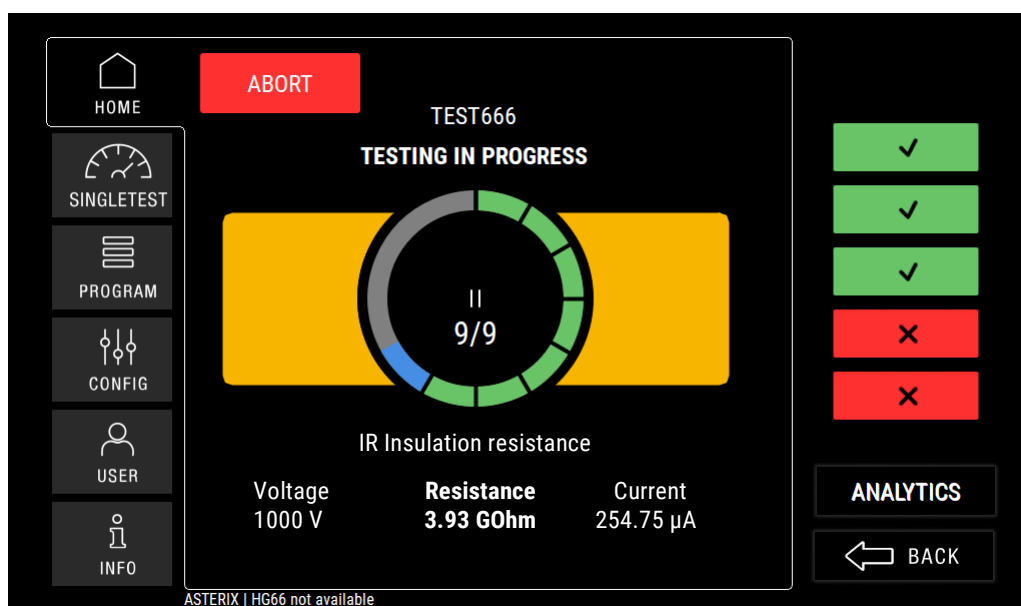 HOME
SINGLETEST
PROGRAM
CONFIG
USER
INFO
ABORT
TEST666
TESTING IN PROGRESS
9/9
IR Insulation resistance
Voltage Resistance Current
1000 V 3.93 GOhm 254.75 µA
ANALYTICS
BACK
ASTERIX | HG66 not available